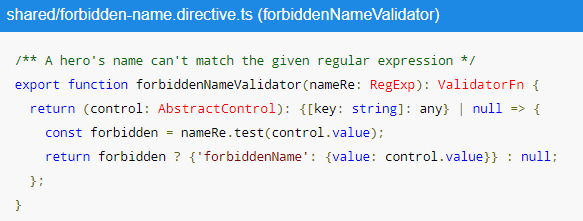 shared/forbidden-name.directive.ts (forbiddenNameValidator)
/** A hero's name can't match the given regular expression */
export function forbiddenNameValidator(nameRe: RegExp): ValidatorFn {
  return (control: AbstractControl): {[key: string]: any} | null => {
    const forbidden = nameRe.test(control.value);
    return forbidden ? {'forbiddenName': {value: control.value}} : null;
  };
}